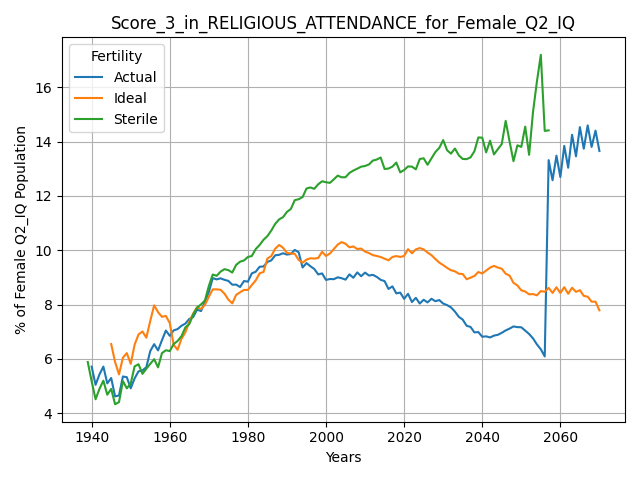 Score_3_in_RELIGIOUS_ATTENDANCE_for_Female_Q2_IQ
Fertility
Actual
Ideal
Sterile
% of Female Q2_IQ Population
16
14
12
10
8
6
4
1940 1960 1980 2000 2020 2040 2060
Years